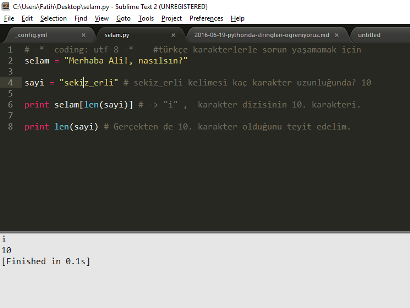 C:\Users\Fatih\Desktop\selam.py - Sublime Text 2 (UNREGISTERED)
File Edit Selection Find View Goto Tools Project Preferences Help
_config.yml × selam.py × 2016-06-19-pythonda-stringleri-ogreniyoruz.md × untitled
1 # * coding: utf 8 * #türkçe karakterlerle sorun yaşamamak için
2 selam = "Merhaba Ali!, nasılsın?"
3
4 sayi = "sekiz_erli" # sekiz_erli kelimesi kaç karakter uzunluğunda? 10
5
6 print selam[len(sayi)] # -> "i" , karakter dizisinin 10. karakteri.
7
8 print len(sayi) # Gerçekten de 10. karakter olduğunu teyit edelim.
i
10
[Finished in 0.1s]